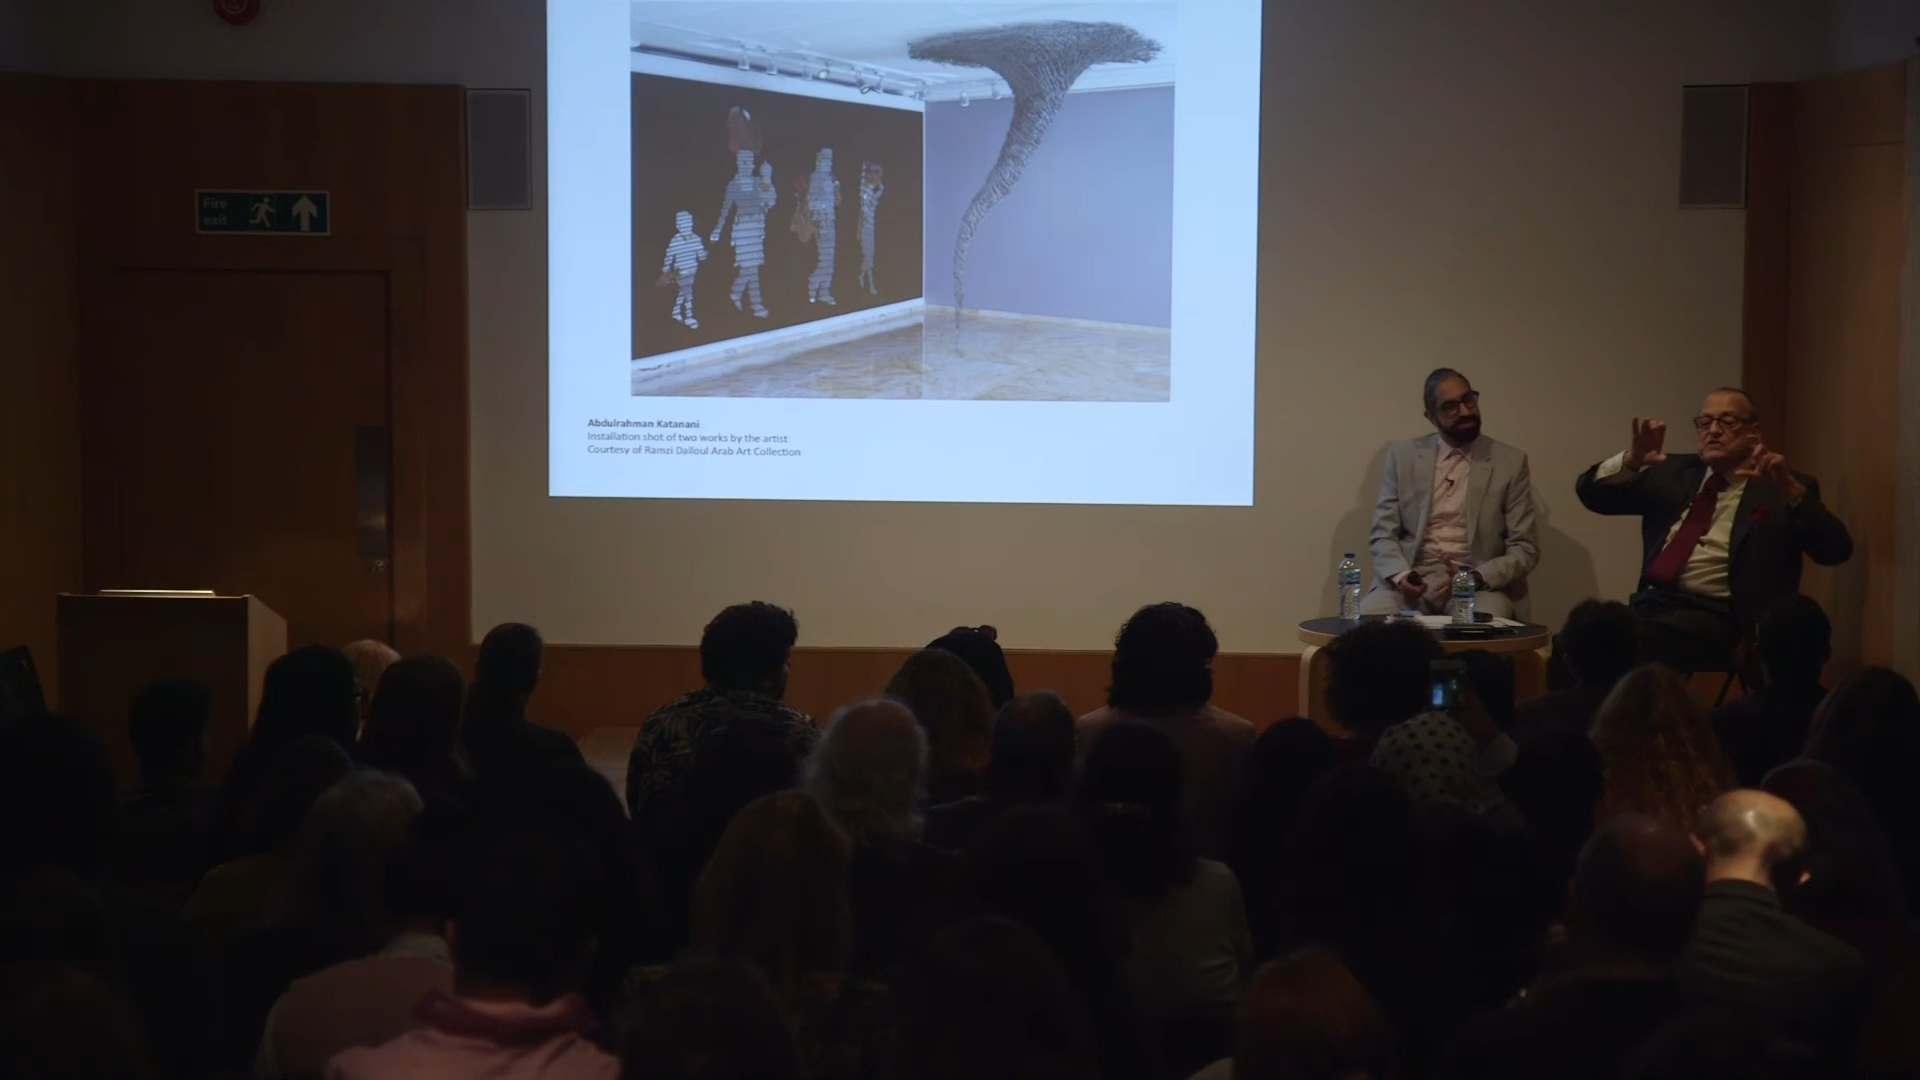 Fire
exit
Abdulrahman Katanani
Installation shot of two works by the artist
Courtesy of Ramzi Dalloul Arab Art Collection